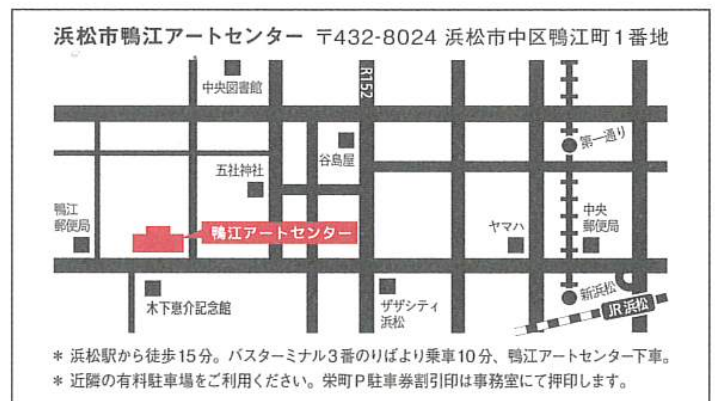 浜松市鴨江アートセンター 〒432-8024 浜松市中区鴨江町1番地
中央図書館
R152
第一通り
谷島屋
五社神社
鴨江
郵便局
鴨江アートセンター
ヤマハ
中央
郵便局
木下恵介記念館
ザザシティ
浜松
新浜松
JR浜松
＊ 浜松駅から徒歩15分。バスターミナル3番のりばより乗車10分、鴨江アートセンター下車。
＊ 近隣の有料駐車場をご利用ください。栄町P駐車券割引印は事務室にて押印します。